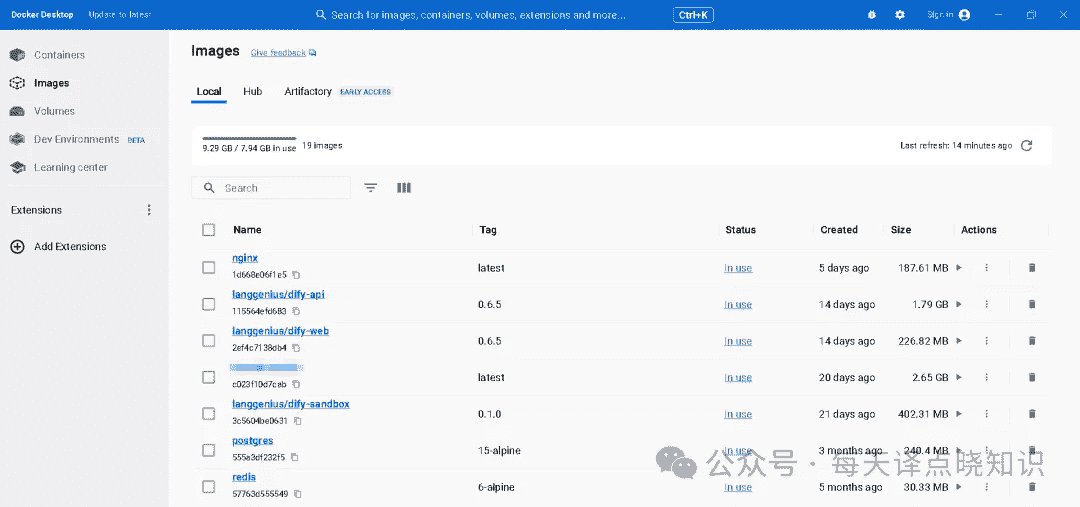 Docker Desktop Update to latest Search for images, containers, volumes, extensions and more... Ctrl+K Sign in
Containers
Images
Volumes
Dev Environments BETA
Learning center
Extensions
Add Extensions
Images Give feedback
Local Hub Artifactory EARLY ACCESS
9.29 GB / 7.94 GB in use 19 images Last refresh: 14 minutes ago
Search
Name Tag Status Created Size Actions
nginx
1d668e06f1e5 latest In use 5 days ago 187.61 MB
langgenius/dify-api
115564efd683 0.6.5 In use 14 days ago 1.79 GB
langgenius/dify-web
2ef4c7138db4 0.6.5 In use 14 days ago 226.82 MB
c023f10d7cab latest In use 20 days ago 2.65 GB
langgenius/dify-sandbox
3c5604be0631 0.1.0 In use 21 days ago 402.31 MB
postgres
555e3df232f5 15-alpine In use 3 months ago 240.4 MB
redis
57763d555549 6-alpine In use 5 months ago 30.33 MB
公众号 · 每天译点晓知识